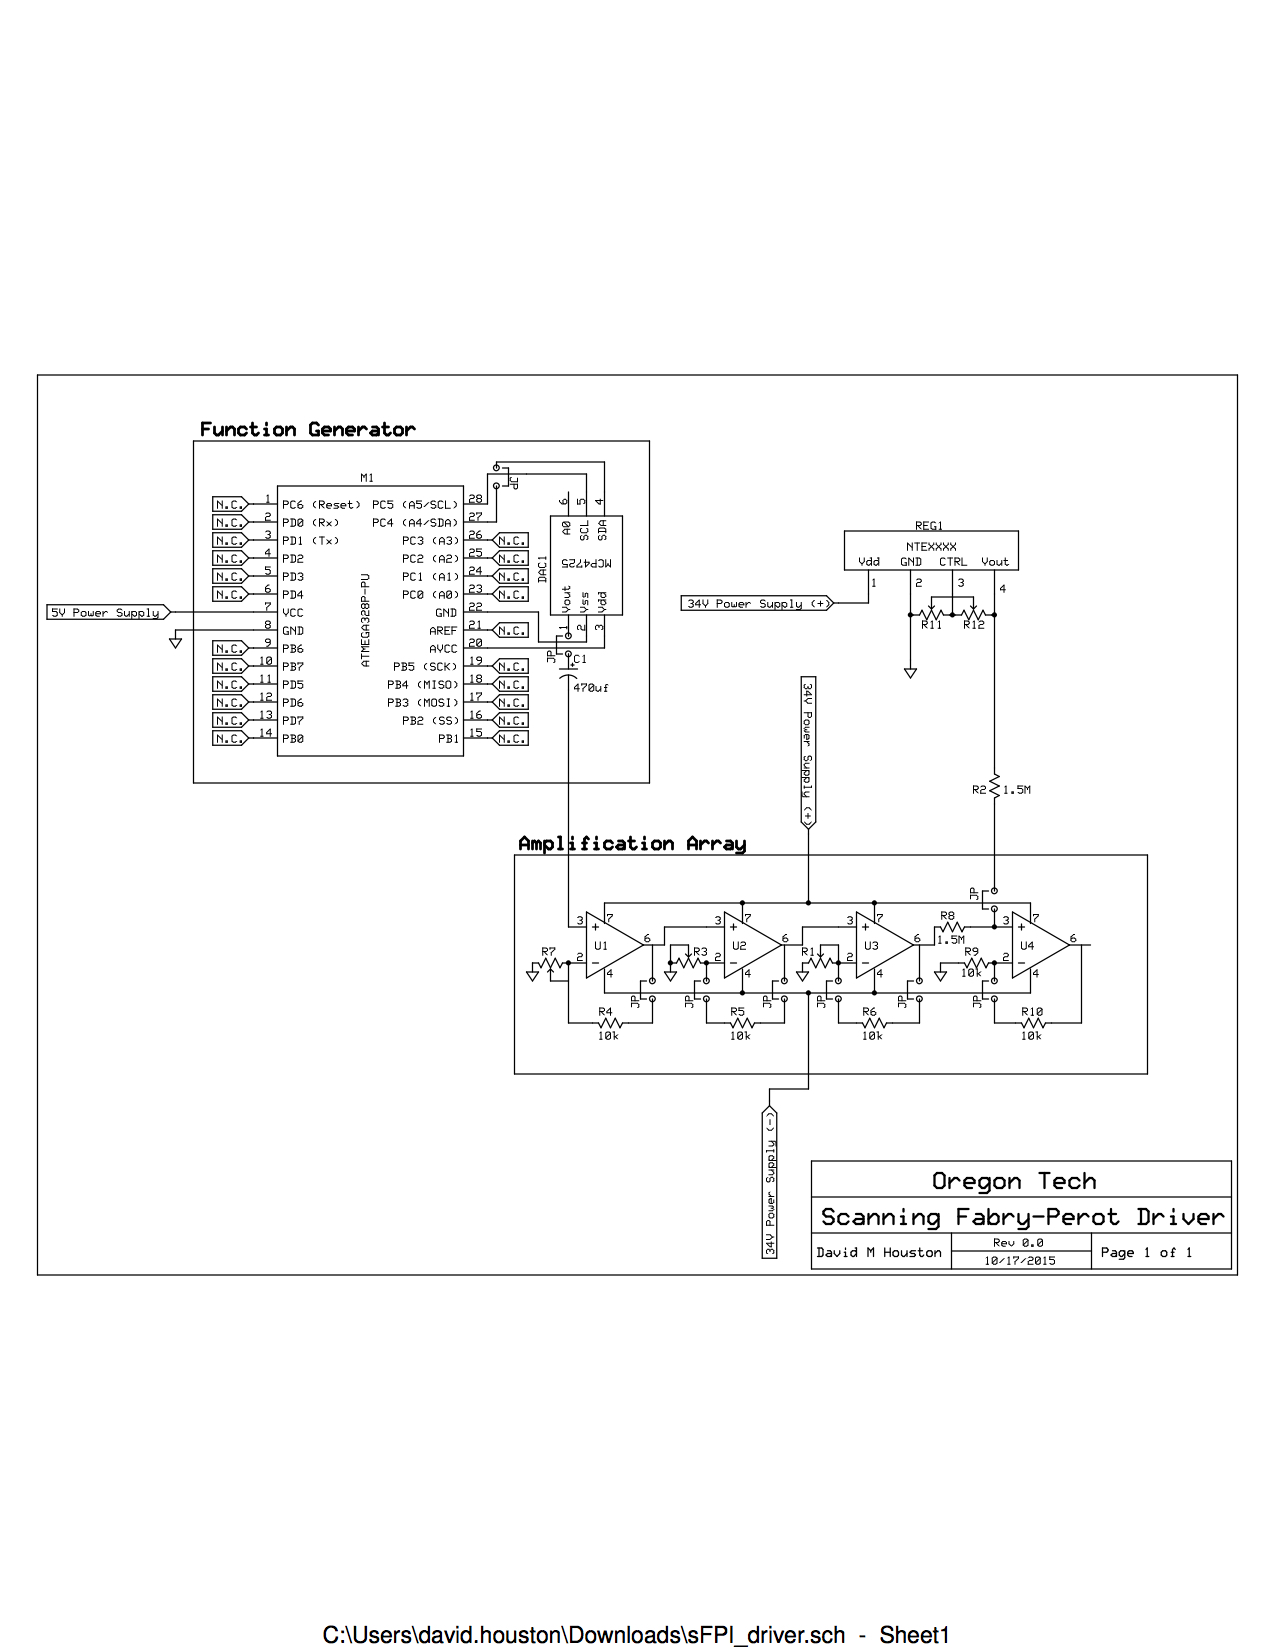 Function Generator
M1
N.C. 1 PC6 (Reset) PC5 (A5/SCL) 28
N.C. 2 PD0 (Rx) PC4 (A4/SDA) 27
N.C. 3 PD1 (Tx) PC3 (A3) 26 N.C.
N.C. 4 PD2 PC2 (A2) 25 N.C.
N.C. 5 PD3 PC1 (A1) 24 N.C.
N.C. 6 PD4 PC0 (A0) 23 N.C.
5V Power Supply 7 VCC GND 22
8 GND AREF 21 N.C.
N.C. 9 PB6 AVCC 20
N.C. 10 PB7 PB5 (SCK) 19 N.C.
N.C. 11 PD5 PB4 (MISO) 18 N.C.
N.C. 12 PD6 PB3 (MOSI) 17 N.C.
N.C. 13 PD7 PB2 (SS) 16 N.C.
N.C. 14 PB0 PB1 15 N.C.
ATMEGA328P-PU
JP
6 5 4
A0 SCL SDA
MCP4725
DAC1
Vout Vss Vdd
1 2 3
JP
C1
+
470uf
REG1
NTEXXXX
Vdd GND CTRL Vout
1 2 3 4
34V Power Supply (+)
R11 R12
34V Power Supply (+)
R2 1.5M
Amplification Array
JP
3 + 7 3 + 7 3 + 7 R8 3 + 7
1.5M
U1 6 U2 6 U3 6 U4 6
R7 2 - 4 R3 2 - 4 R1 2 - 4 R9 2 - 4
10k
JP JP JP JP JP JP
R4 R5 R6 R10
10k 10k 10k 10k
34V Power Supply (-)
Oregon Tech
Scanning Fabry-Perot Driver
David M Houston
Rev 0.0
10/17/2015
Page 1 of 1
C:\Users\david.houston\Downloads\sFPI_driver.sch - Sheet1